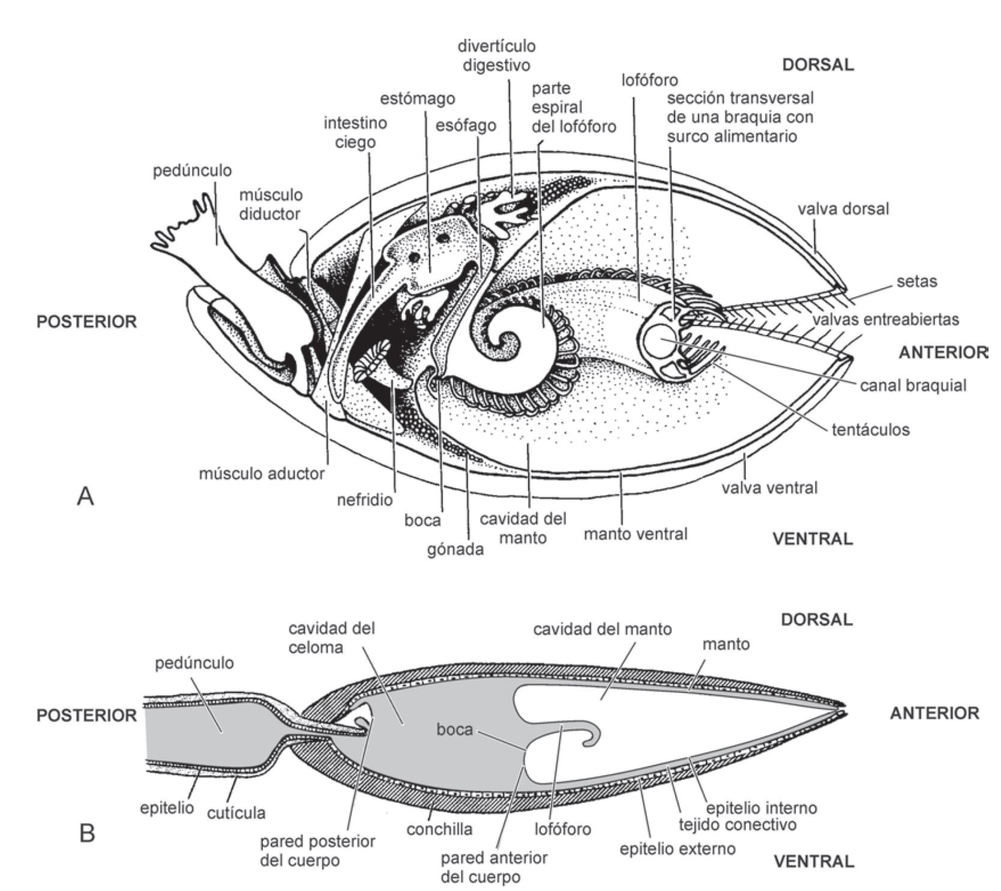 divertículo
digestivo
DORSAL
parte
espiral
del lofóforo
lofóforo
sección transversal
de una braquia con
surco alimentario
estómago
esófago
intestino
ciego
pedúnculo
músculo
diductor
valva dorsal
setas
POSTERIOR
valvas entreabiertas
ANTERIOR
canal braquial
tentáculos
músculo aductor
valva ventral
nefridio
A
boca
cavidad del
manto
manto ventral
gónada
VENTRAL
DORSAL
cavidad del
celoma
cavidad del manto
manto
pedúnculo
POSTERIOR
ANTERIOR
boca
epitelio
cutícula
epitelio interno
tejido conectivo
conchilla
lofóforo
B
pared posterior
del cuerpo
epitelio externo
pared anterior
del cuerpo
VENTRAL